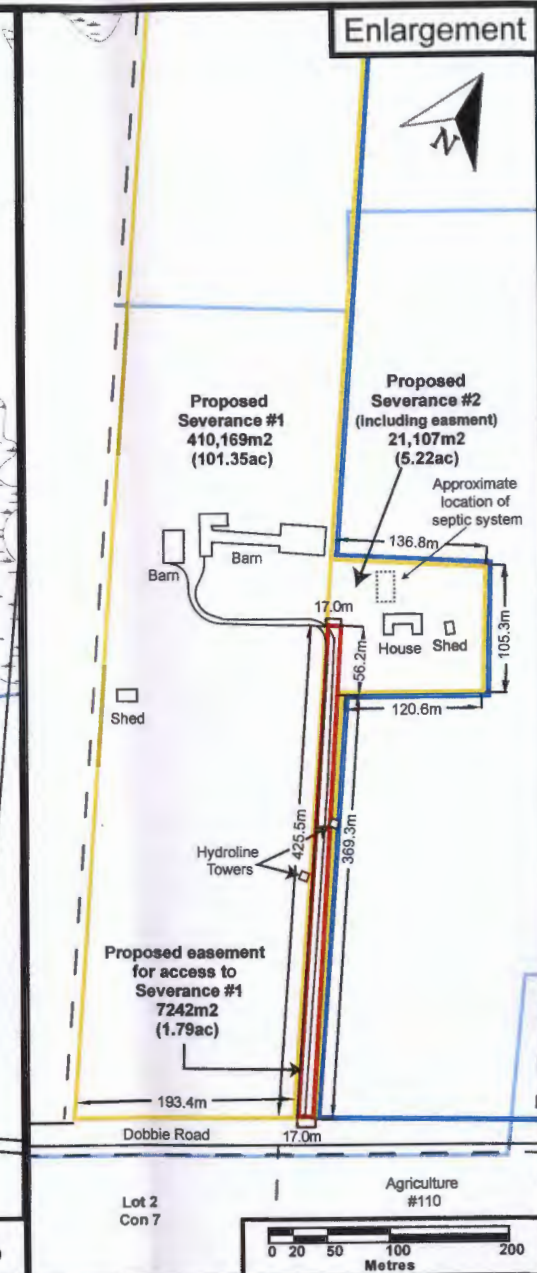 Enlargement
N
Proposed
Severance #1
410,169m2
(101.35ac)
Proposed
Severance #2
(including easment)
21,107m2
(5.22ac)
Approximate
location of
septic system
136.8m
Barn
Barn
17.0m
House
Shed
105.3m
56.2m
120.6m
Shed
425.5m
369.3m
Hydroline
Towers
Proposed easement
for access to
Severance #1
7242m2
(1.79ac)
193.4m
Dobbie Road
17.0m
Lot 2
Con 7
Agriculture
#110
0 20 50 100 200
Metres